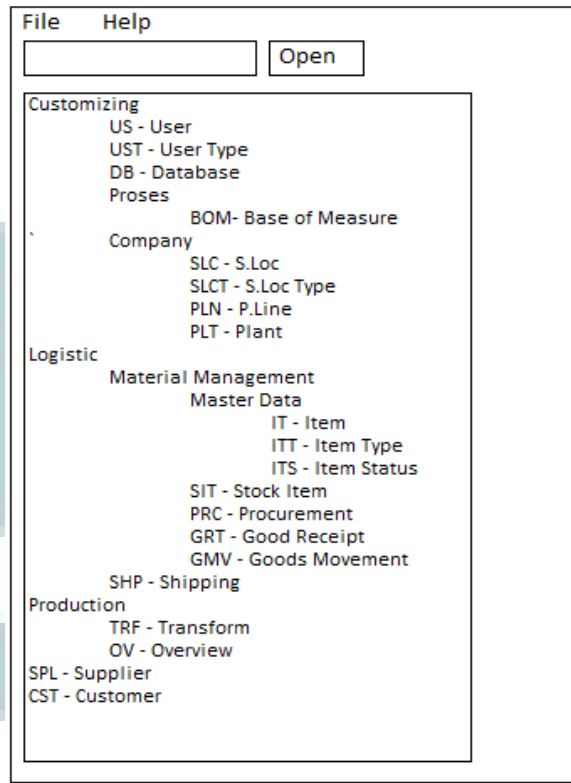 File Help
Open
Customizing
US - User
UST - User Type
DB - Database
Proses
BOM- Base of Measure
` Company
SLC - S.Loc
SLCT - S.Loc Type
PLN - P.Line
PLT - Plant
Logistic
Material Management
Master Data
IT - Item
ITT - Item Type
ITS - Item Status
SIT - Stock Item
PRC - Procurement
GRT - Good Receipt
GMV - Goods Movement
SHP - Shipping
Production
TRF - Transform
OV - Overview
SPL - Supplier
CST - Customer